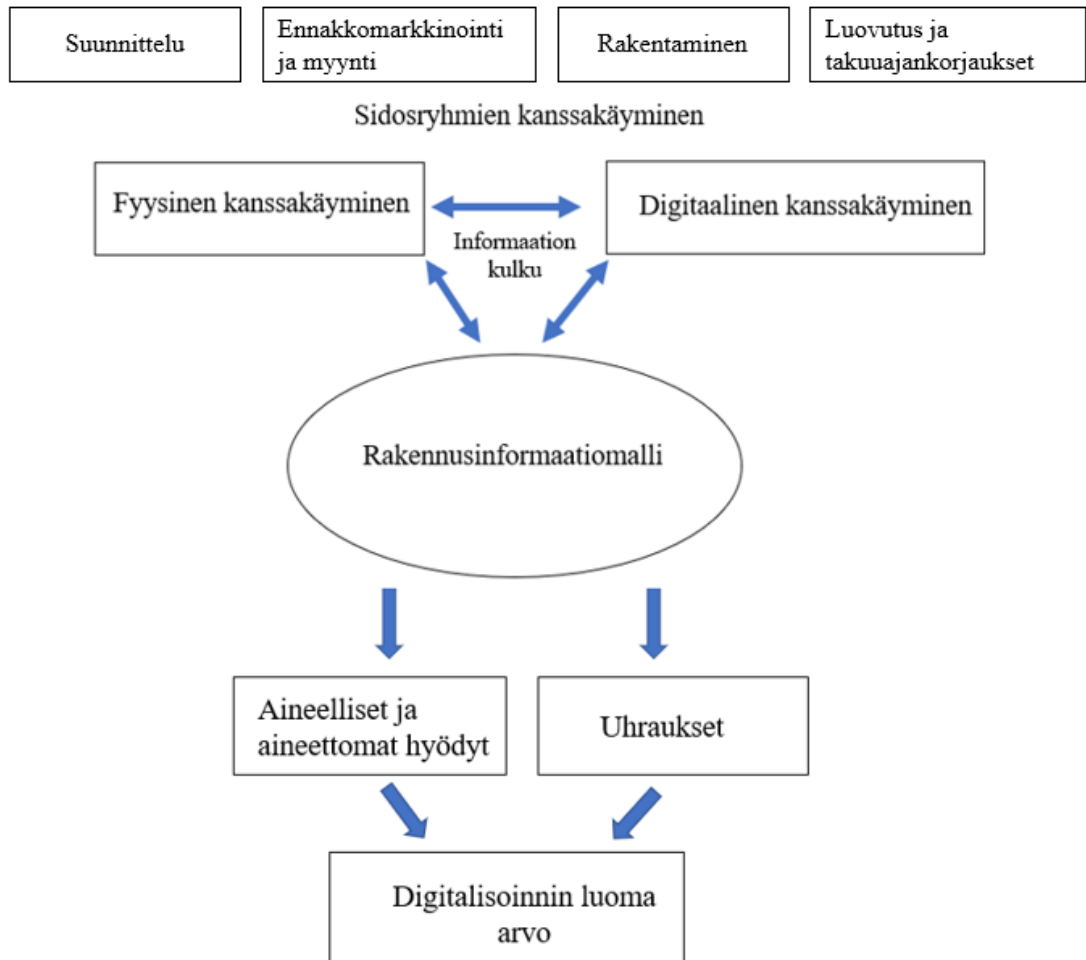 Suunnittelu
Ennakkomarkkinointi
ja myynti
Rakentaminen
Luovutus ja
takuuajankorjaukset
Sidosryhmien kanssakäyminen
Fyysinen kanssakäyminen
Digitaalinen kanssakäyminen
Informaation
kulku
Rakennusinformaatiomalli
Aineelliset ja
aineettomat hyödyt
Uhraukset
Digitalisoinnin luoma
arvo